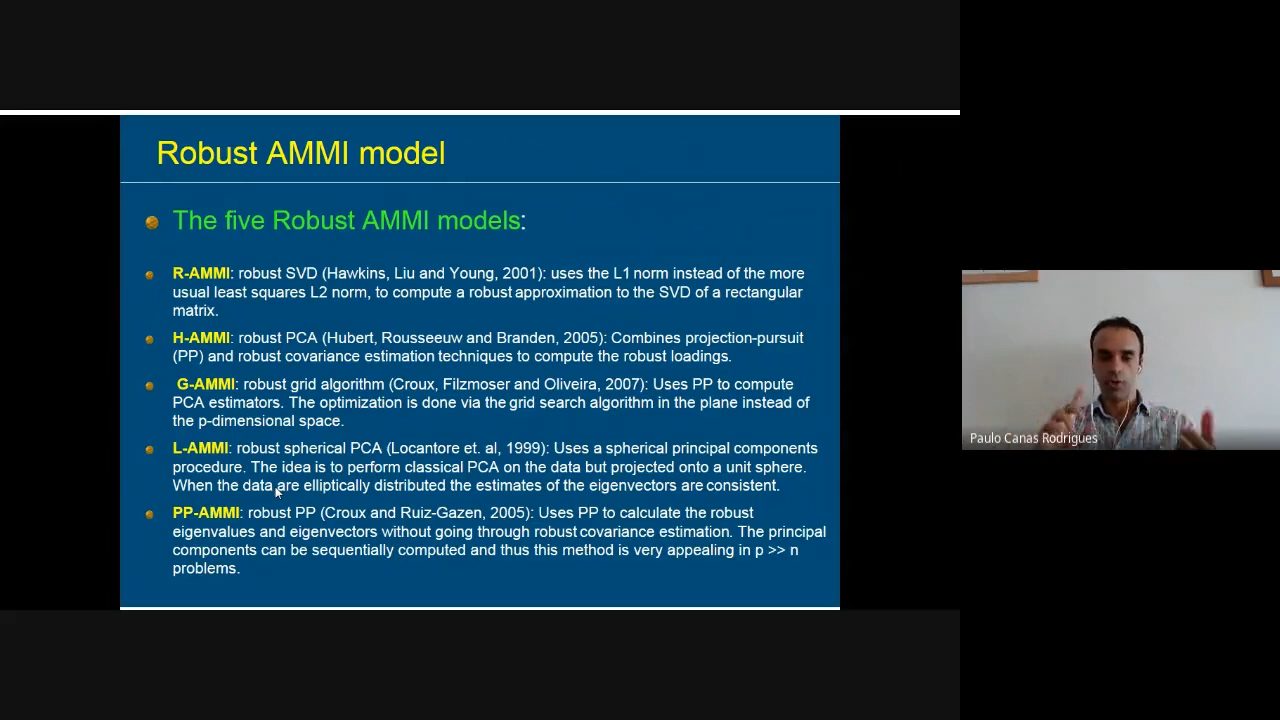 Robust AMMI model
The five Robust AMMI models:
R-AMMI: robust SVD (Hawkins, Liu and Young, 2001): uses the L1 norm instead of the more
usual least squares L2 norm, to compute a robust approximation to the SVD of a rectangular
matrix.
H-AMMI: robust PCA (Hubert, Rousseeuw and Branden, 2005): Combines projection-pursuit
(PP) and robust covariance estimation techniques to compute the robust loadings.
G-AMMI: robust grid algorithm (Croux, Filzmoser and Oliveira, 2007): Uses PP to compute
PCA estimators. The optimization is done via the grid search algorithm in the plane instead of
the p-dimensional space.
L-AMMI: robust spherical PCA (Locantore et. al, 1999): Uses a spherical principal components
procedure. The idea is to perform classical PCA on the data but projected onto a unit sphere.
When the data are elliptically distributed the estimates of the eigenvectors are consistent.
PP-AMMI: robust PP (Croux and Ruiz-Gazen, 2005): Uses PP to calculate the robust
eigenvalues and eigenvectors without going through robust covariance estimation. The principal
components can be sequentially computed and thus this method is very appealing in p >> n
problems.
Paulo Canas Rodrigues